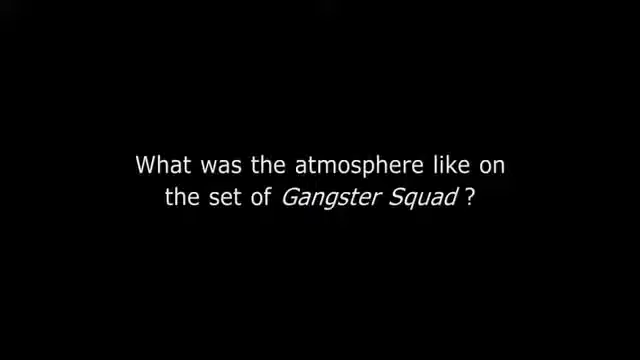 What was the atmosphere like on
the set of Gangster Squad ?